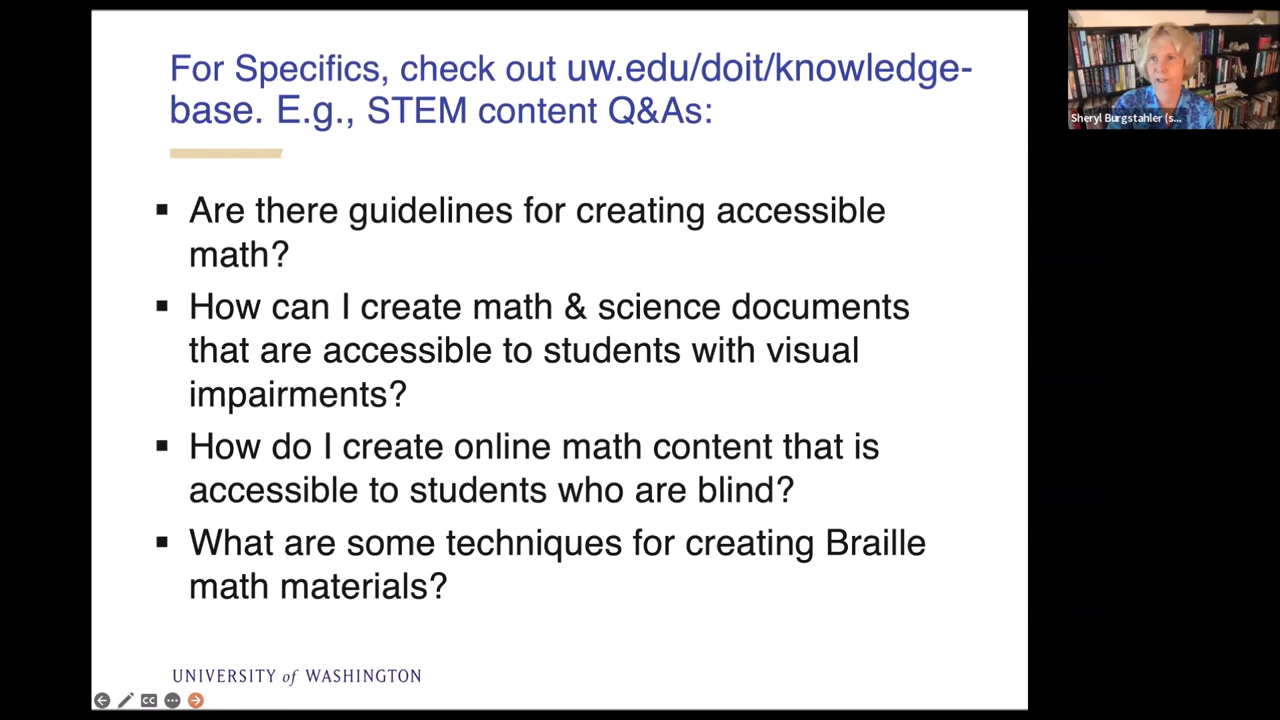 For Specifics, check out uw.edu/doit/knowledge-
base. E.g., STEM content Q&As:
▪ Are there guidelines for creating accessible
math?
▪ How can I create math & science documents
that are accessible to students with visual
impairments?
▪ How do I create online math content that is
accessible to students who are blind?
▪ What are some techniques for creating Braille
math materials?
UNIVERSITY of WASHINGTON
CC
Sheryl Burgstahler (s...